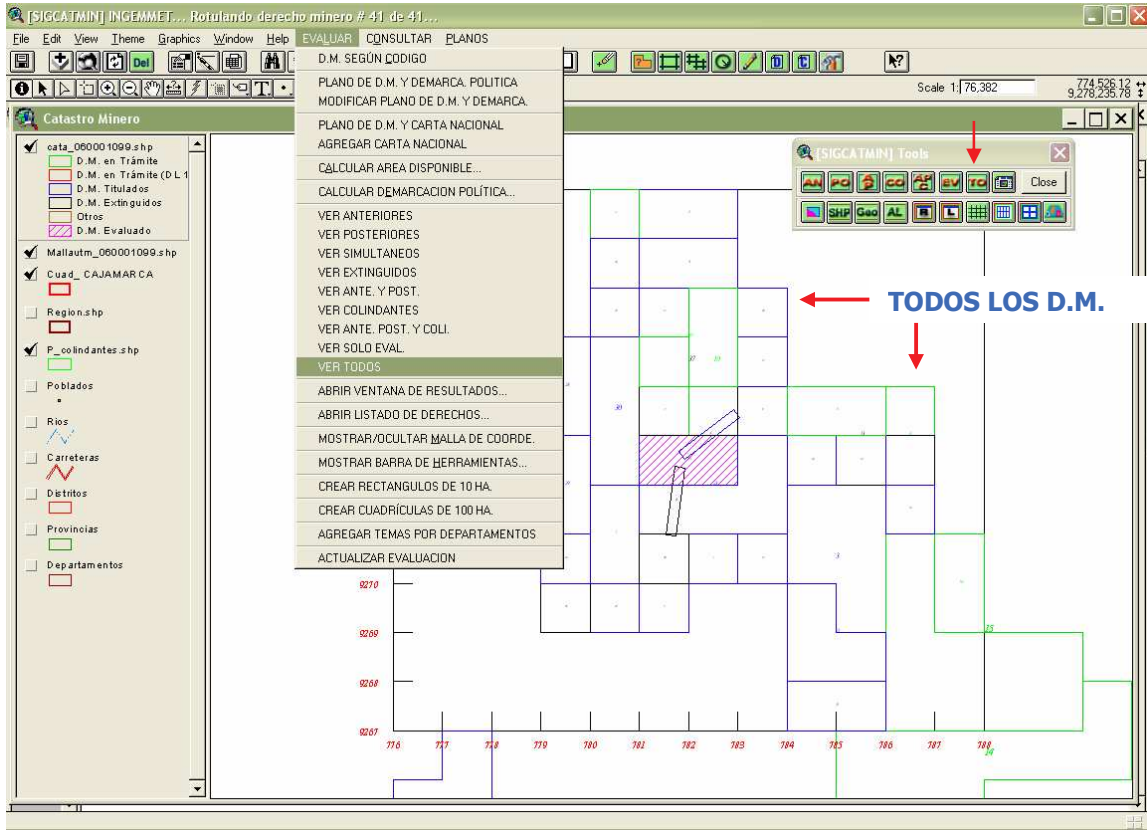 [SIGCATMIN] INGEMMET... Rotulando derecho minero # 41 de 41...
File Edit View Theme Graphics Window Help EVALUAR CONSULTAR PLANOS
Del
Scale 1: 76,382
774,526.12
9,278,235.78
Catastro Minero
cata_060001099.shp
D.M. en Trámite
D.M. en Trámite (D L 1
D.M. Titulados
D.M. Extinguidos
Otros
D.M. Evaluado
Mallautm_060001099.shp
Cuad_ CAJAMARCA
Region.shp
P_colindantes.shp
Poblados
Rios
Carreteras
Distritos
Provincias
Departamentos
D.M. SEGÚN CODIGO
PLANO DE D.M. Y DEMARCA. POLITICA
MODIFICAR PLANO DE D.M. Y DEMARCA.
PLANO DE D.M. Y CARTA NACIONAL
AGREGAR CARTA NACIONAL
CALCULAR AREA DISPONIBLE...
CALCULAR DEMARCACION POLÍTICA...
VER ANTERIORES
VER POSTERIORES
VER SIMULTANEOS
VER EXTINGUIDOS
VER ANTE. Y POST.
VER COLINDANTES
VER ANTE. POST. Y COLI.
VER SOLO EVAL.
VER TODOS
ABRIR VENTANA DE RESULTADOS...
ABRIR LISTADO DE DERECHOS...
MOSTRAR/OCULTAR MALLA DE COORDE.
MOSTRAR BARRA DE HERRAMIENTAS...
CREAR RECTANGULOS DE 10 HA.
CREAR CUADRÍCULAS DE 100 HA.
AGREGAR TEMAS POR DEPARTAMENTOS
ACTUALIZAR EVALUACION
[SIGCATMIN] Tools
AN PO CO EV TO Close
SHP Geo AL R L
TODOS LOS D.M.
9270
9269
9268
9267
776 777 778 779 780 781 782 783 784 785 786 787 788